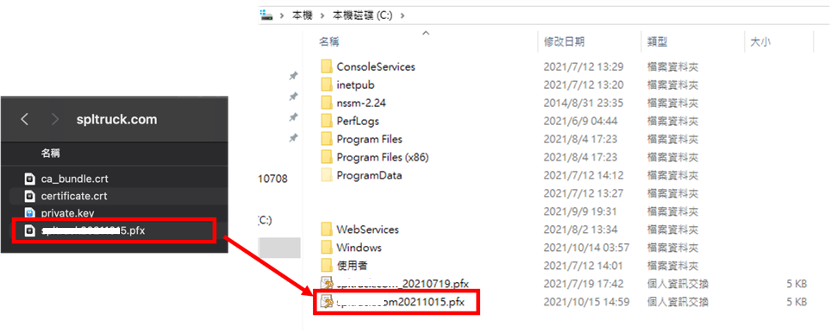 本機 > 本機磁碟 (C:) >
名稱 修改日期 類型 大小
ConsoleServices 2021/7/12 13:29 檔案資料夾
inetpub 2021/7/12 13:20 檔案資料夾
nssm-2.24 2014/8/31 23:35 檔案資料夾
PerfLogs 2021/6/9 04:44 檔案資料夾
Program Files 2021/8/4 17:23 檔案資料夾
Program Files (x86) 2021/8/4 17:23 檔案資料夾
ProgramData 2021/7/12 14:12 檔案資料夾
2021/7/12 13:27 檔案資料夾
2021/9/9 19:31 檔案資料夾
WebServices 2021/8/2 13:34 檔案資料夾
Windows 2021/10/14 03:57 檔案資料夾
使用者 2021/7/12 14:01 檔案資料夾
_20210719.pfx 2021/7/19 17:42 個人資訊交換 5 KB
om20211015.pfx 2021/10/15 14:59 個人資訊交換 5 KB
10708
(C:)
spltruck.com
名稱
ca_bundle.crt
certificate.crt
private.key
.pfx